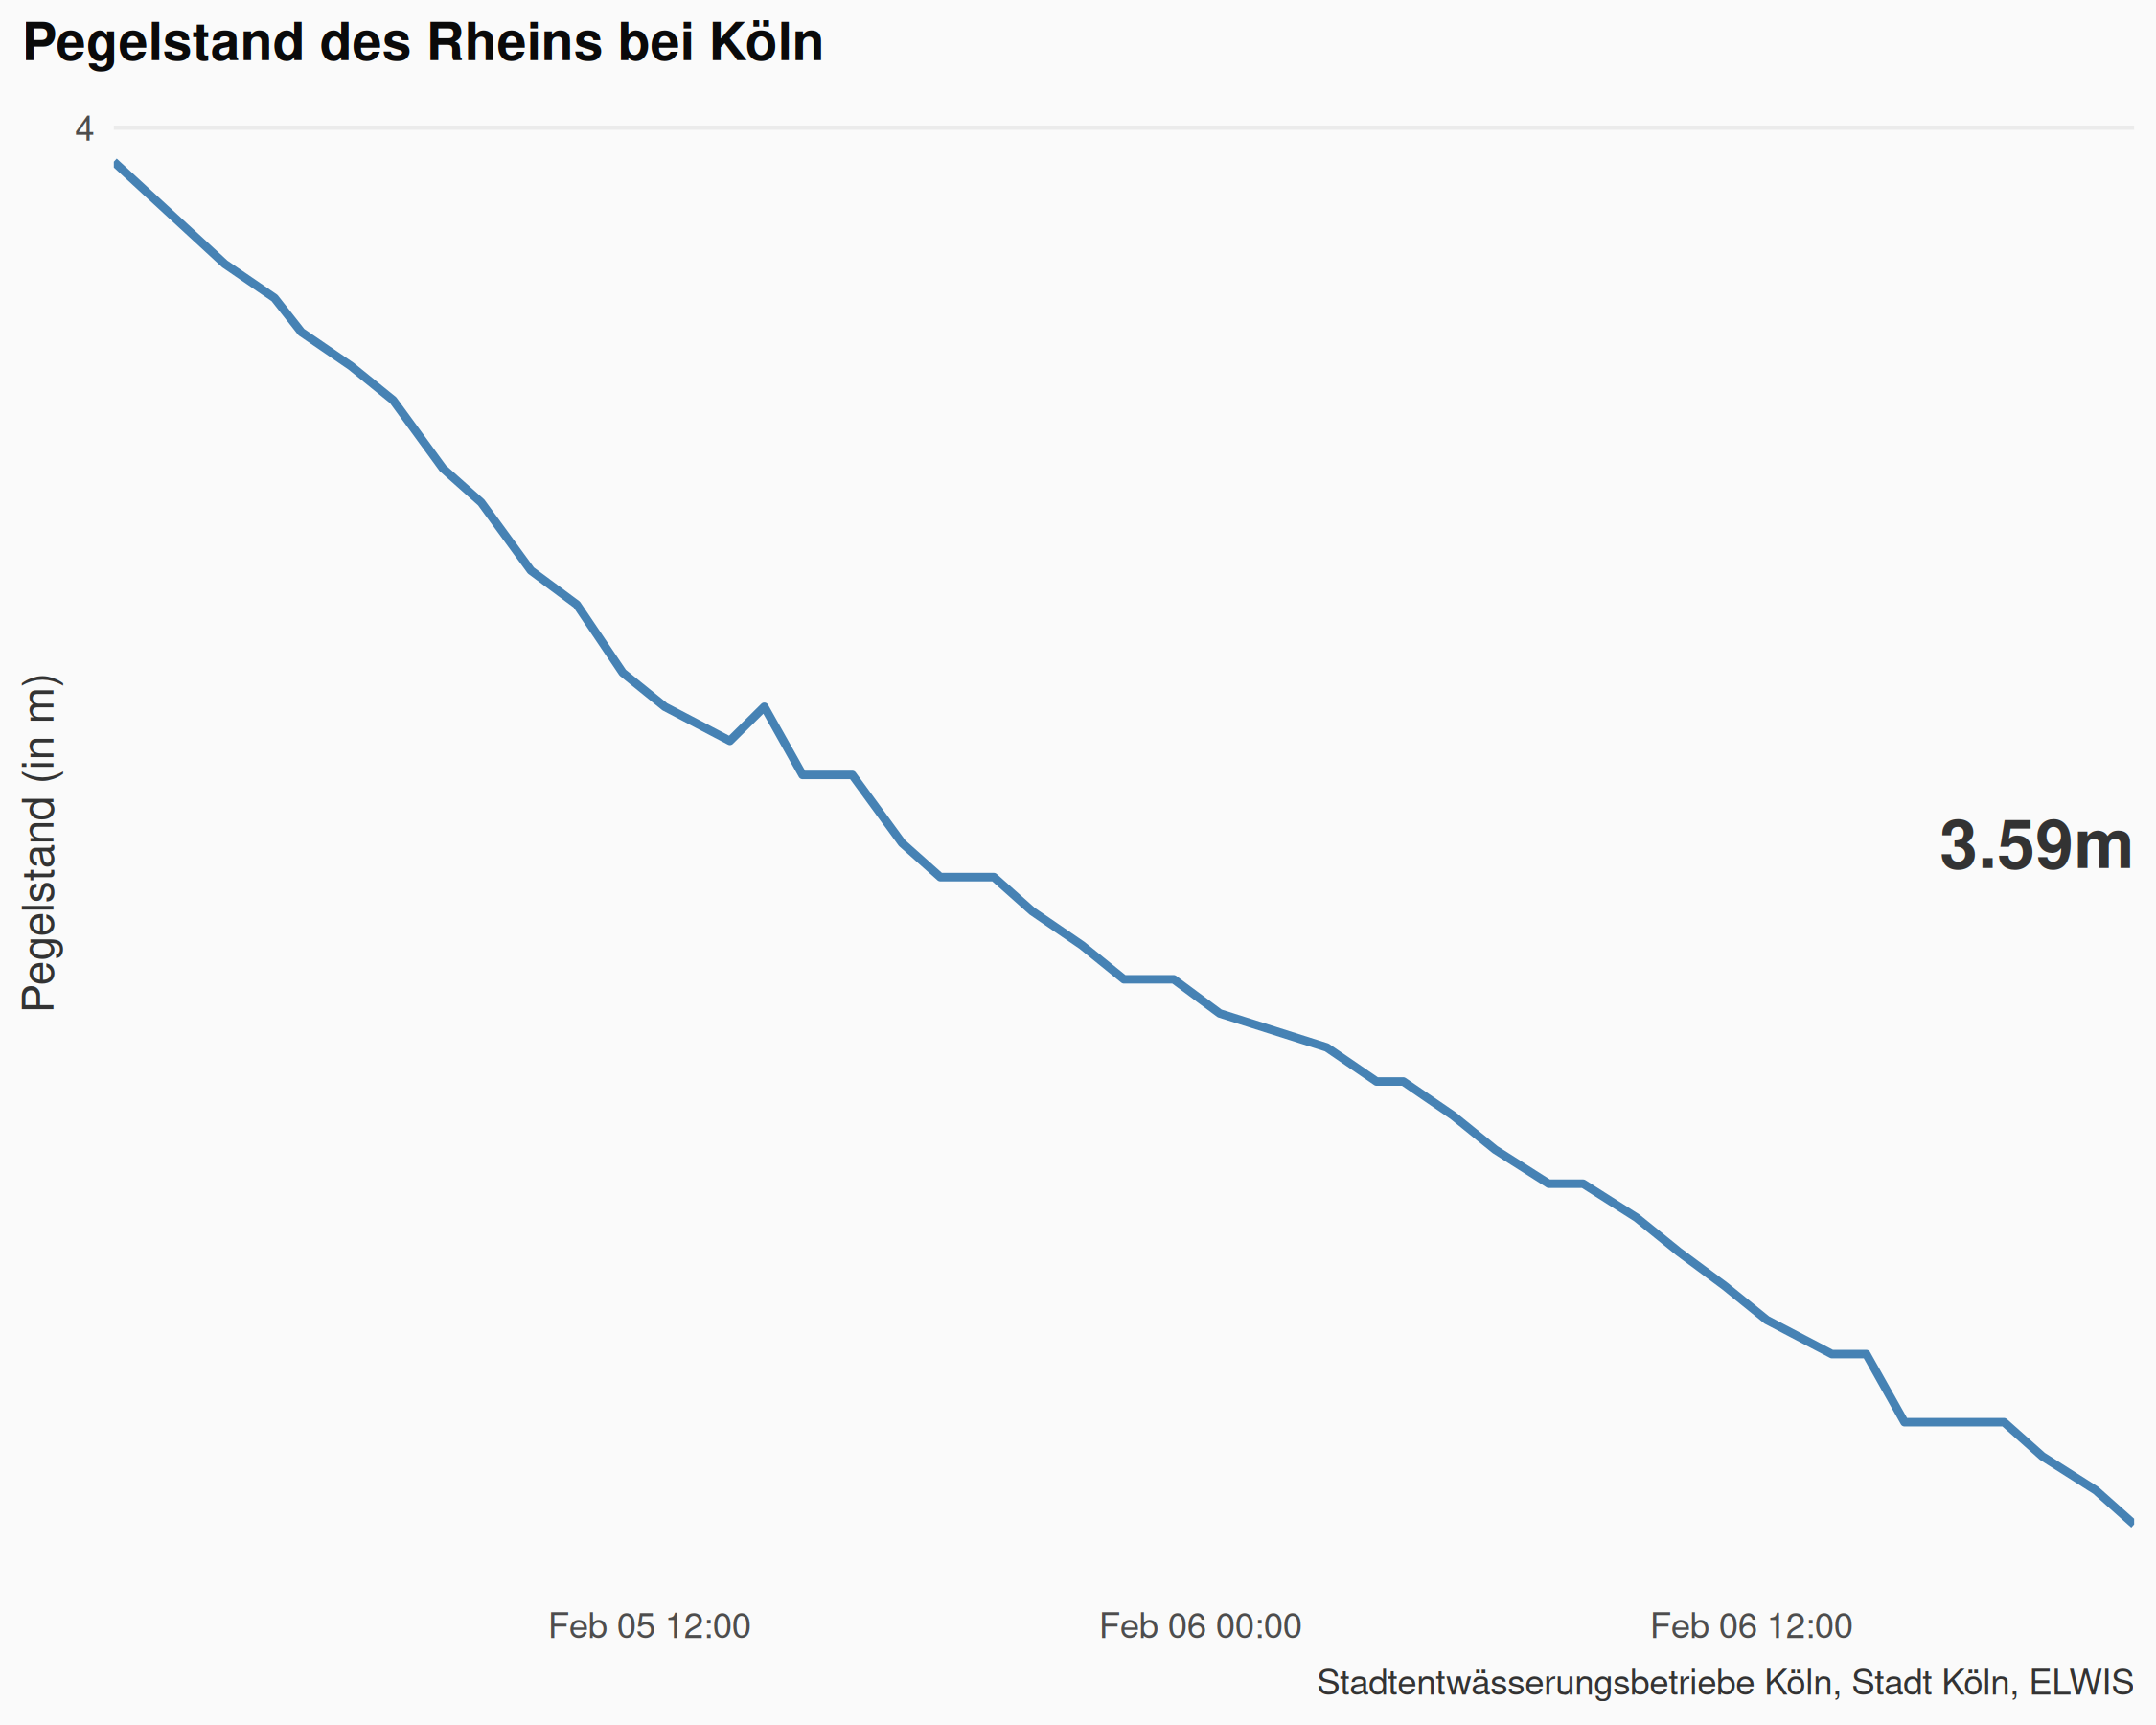 Pegelstand des Rheins bei Köln
4
Pegelstand (in m)
3.59m
Feb 05 12:00
Feb 06 00:00
Feb 06 12:00
Stadtentwässerungsbetriebe Köln, Stadt Köln, ELWIS